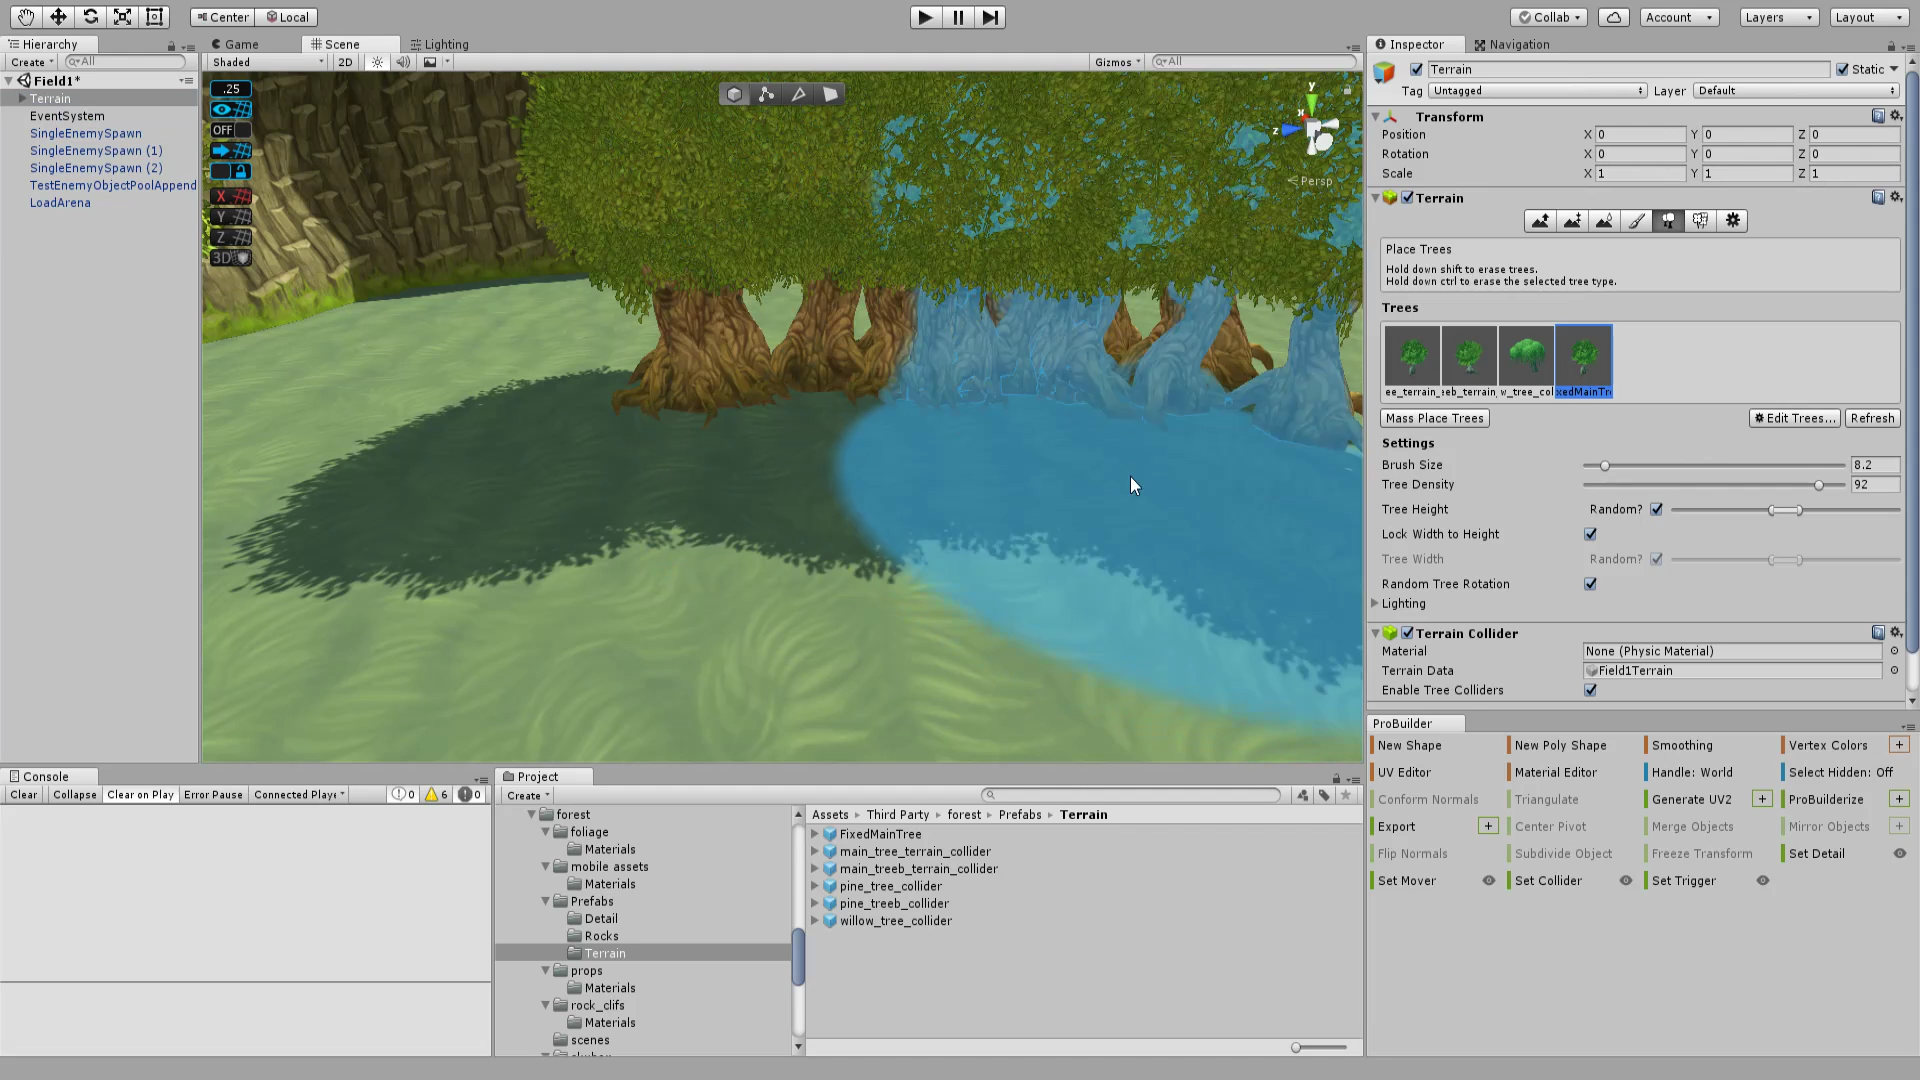 Center
Local
Collab
Account
Layers
Layout
Hierarchy
Game
Scene
Lighting
Inspector
Navigation
Create
All
Shaded
2D
Gizmos
All
Terrain
Static
Tag
Untagged
Layer
Default
Field1*
Terrain
EventSystem
SingleEnemySpawn
SingleEnemySpawn (1)
SingleEnemySpawn (2)
TestEnemyObjectPoolAppend
LoadArena
.25
OFF
X
Y
Z
3D
y
x
z
Persp
Transform
Position X 0 Y 0 Z 0
Rotation X 0 Y 0 Z 0
Scale X 1 Y 1 Z 1
Terrain
Place Trees
Hold down shift to erase trees.
Hold down ctrl to erase the selected tree type.
Trees
ee_terrain_ eb_terrain_ w_tree_col xedMainTr
Mass Place Trees
Edit Trees...
Refresh
Settings
Brush Size 8.2
Tree Density 92
Tree Height Random?
Lock Width to Height
Tree Width Random?
Random Tree Rotation
Lighting
Terrain Collider
Material None (Physic Material)
Terrain Data Field1Terrain
Enable Tree Colliders
ProBuilder
New Shape New Poly Shape Smoothing Vertex Colors +
UV Editor Material Editor Handle: World Select Hidden: Off
Conform Normals Triangulate Generate UV2 + ProBuilderize +
Export + Center Pivot Merge Objects Mirror Objects +
Flip Normals Subdivide Object Freeze Transform Set Detail
Set Mover Set Collider Set Trigger
Console
Clear Collapse Clear on Play Error Pause Connected Playe 0 6 0
Project
Create
forest
foliage
Materials
mobile assets
Materials
Prefabs
Detail
Rocks
Terrain
props
Materials
rock_clifs
Materials
scenes
Assets Third Party forest Prefabs Terrain
FixedMainTree
main_tree_terrain_collider
main_treeb_terrain_collider
pine_tree_collider
pine_treeb_collider
willow_tree_collider